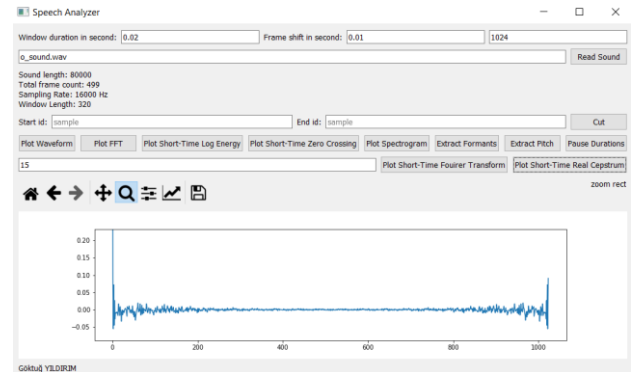 Speech Analyzer
Window duration in second: 0.02 Frame shift in second: 0.01 1024
o_sound.wav Read Sound
Sound length: 80000
Total frame count: 499
Sampling Rate: 16000 Hz
Window Length: 320
Start id: sample End id: sample Cut
Plot Waveform Plot FFT Plot Short-Time Log Energy Plot Short-Time Zero Crossing Plot Spectrogram Extract Formants Extract Pitch Pause Durations
15 Plot Short-Time Fouirer Transform Plot Short-Time Real Cepstrum
zoom rect
0.20
0.15
0.10
0.05
0.00
−0.05
0 200 400 600 800 1000
Göktuğ YILDIRIM